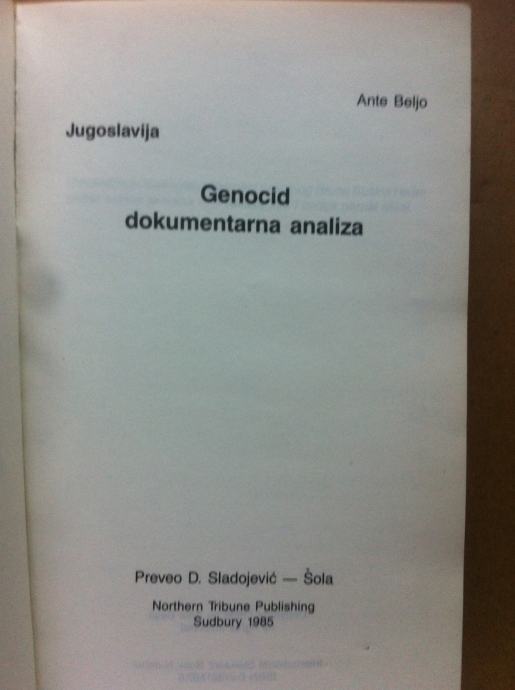 Ante Beljo
Jugoslavija
Genocid
dokumentarna analiza
Preveo D. Sladojević — Šola
Northern Tribune Publishing
Sudbury 1985